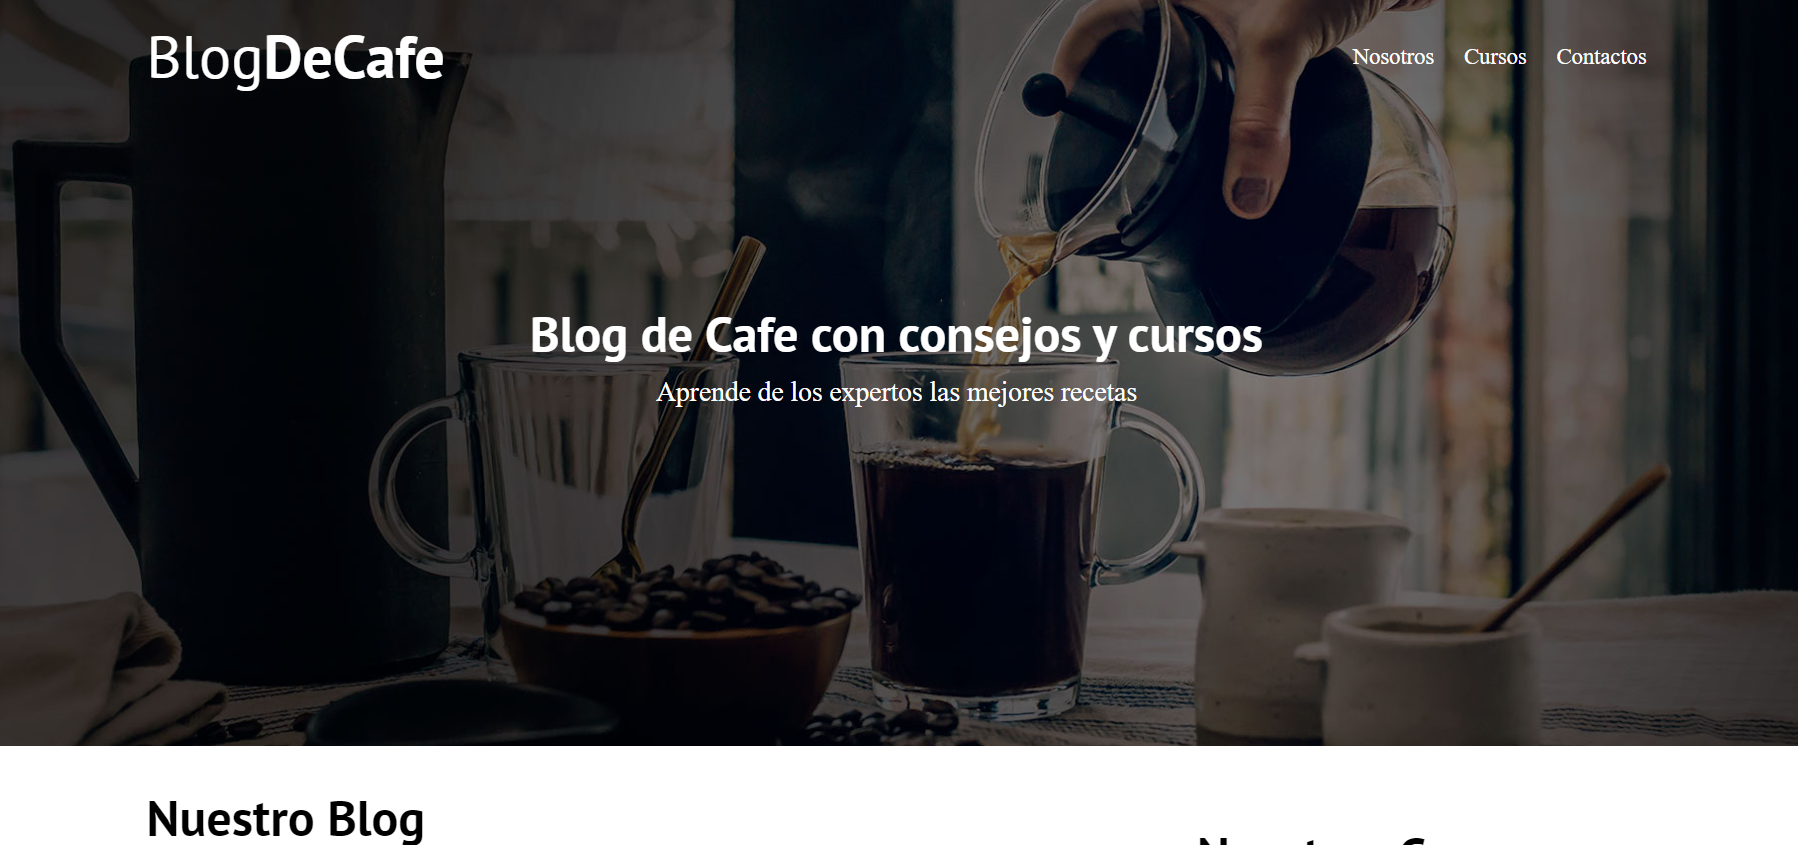 BlogDeCafe
Nosotros Cursos Contactos
Blog de Cafe con consejos y cursos
Aprende de los expertos las mejores recetas
Nuestro Blog